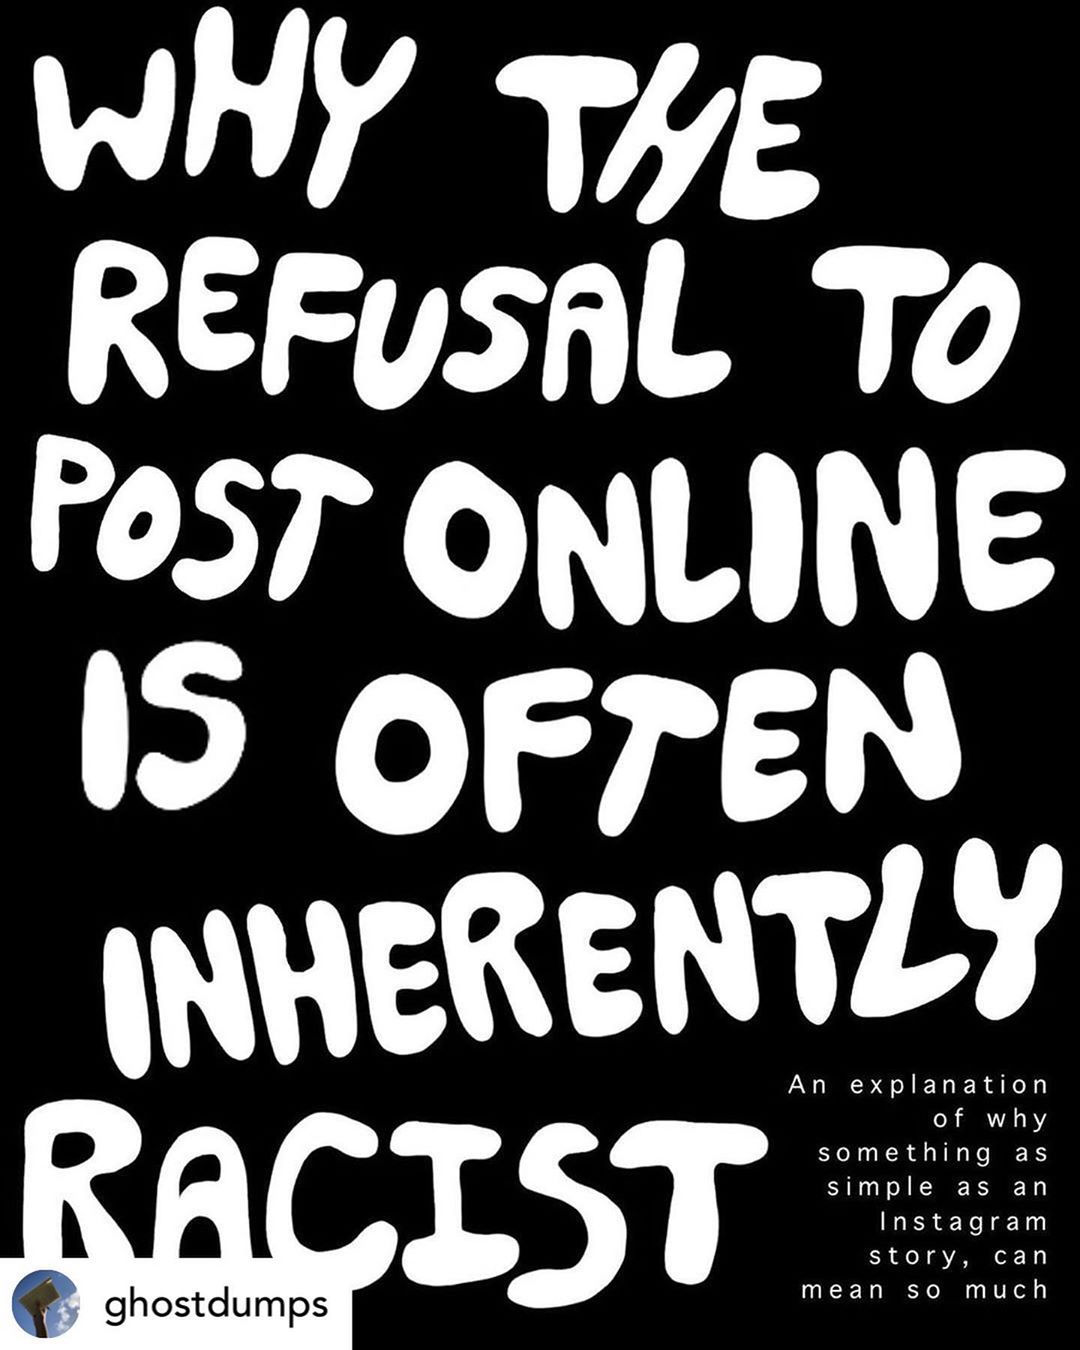 WHY THE
REFUSAL TO
POST ONLINE
IS OFTEN
INHERENTLY
RACIST
An explanation
of why
something as
simple as an
Instagram
story, can
mean so much
ghostdumps